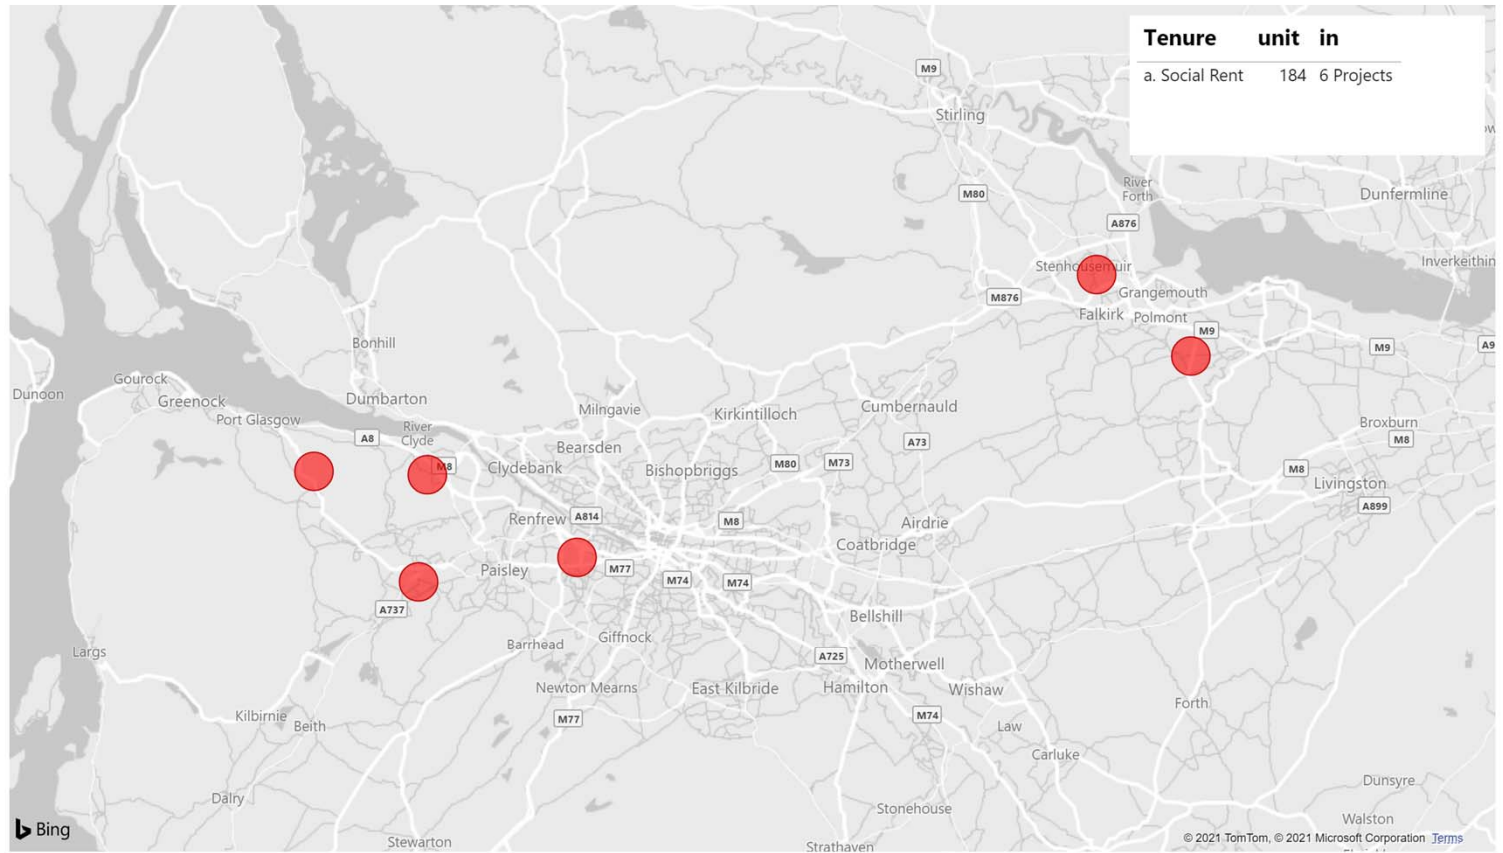 Tenure unit in
a. Social Rent 184 6 Projects
M9
Stirling
M80
River
Forth
Dunfermline
A876
Inverkeithin
Stenhousemuir
M876
Grangemouth
Falkirk
Polmont
M9
M9
A9
Bonhill
Dunoon
Gourock
Greenock
Dumbarton
Port Glasgow
River
Clyde
A8
Milngavie
Kirkintilloch
Cumbernauld
Broxburn
M8
A73
M8
Bearsden
Clydebank
Bishopbriggs
M80
M73
M8
Livingston
A899
Renfrew
A814
M8
Airdrie
Coatbridge
Paisley
M77
M74
M74
A737
Bellshill
Barrhead
Giffnock
Largs
A725
Motherwell
Newton Mearns
East Kilbride
Hamilton
Wishaw
Forth
Kilbirnie
Beith
M77
M74
Law
Carluke
Dunsyre
Dalry
Stonehouse
Walston
Bing
Stewarton
Strathaven
© 2021 TomTom, © 2021 Microsoft Corporation Terms